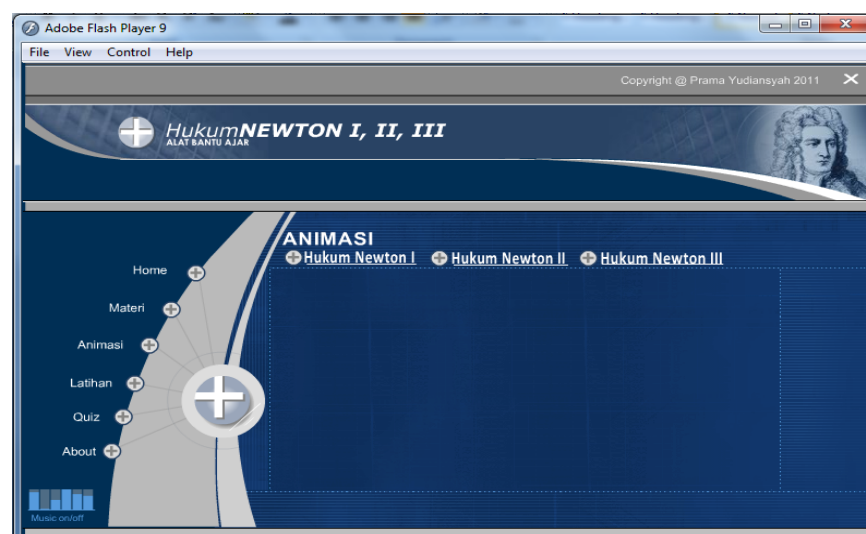 Adobe Flash Player 9
File View Control Help
Copyright @ Prama Yudiansyah 2011
HukumNEWTON I, II, III
ALAT BANTU AJAR
ANIMASI
Hukum Newton I Hukum Newton II Hukum Newton III
Home
Materi
Animasi
Latihan
Quiz
About
Music on/off